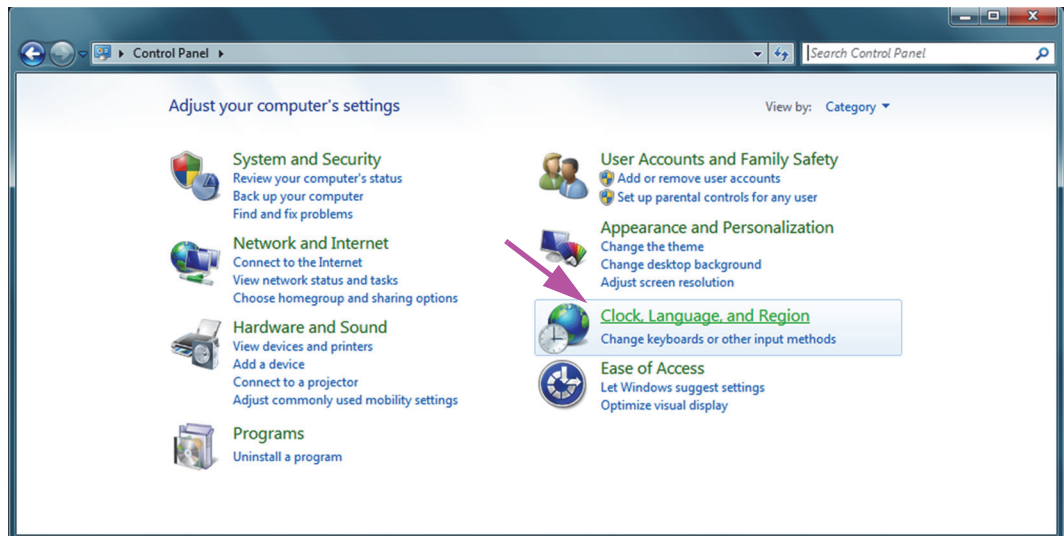 Control Panel
Search Control Panel
Adjust your computer's settings
View by: Category
System and Security
Review your computer's status
Back up your computer
Find and fix problems
Network and Internet
Connect to the Internet
View network status and tasks
Choose homegroup and sharing options
Hardware and Sound
View devices and printers
Add a device
Connect to a projector
Adjust commonly used mobility settings
Programs
Uninstall a program
User Accounts and Family Safety
Add or remove user accounts
Set up parental controls for any user
Appearance and Personalization
Change the theme
Change desktop background
Adjust screen resolution
Clock, Language, and Region
Change keyboards or other input methods
Ease of Access
Let Windows suggest settings
Optimize visual display